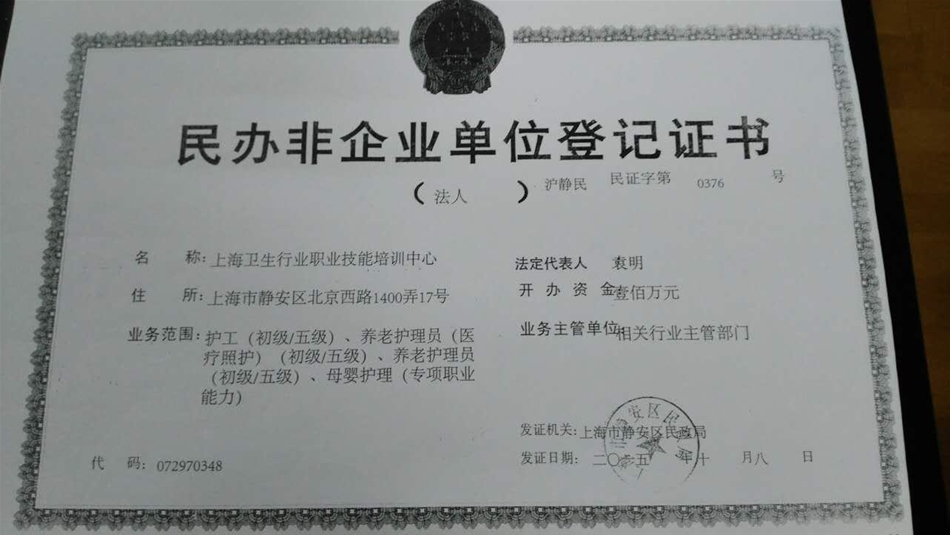 民办非企业单位登记证书
（法人） 沪静民 民证字第 0376 号
名 称：上海卫生行业职业技能培训中心
住 所：上海市静安区北京西路1400弄17号
业务范围：护工（初级/五级）、养老护理员（医
疗照护）（初级/五级）、养老护理员
（初级/五级）、母婴护理（专项职业
能力）
代 码：072970348
法定代表人 袁明
开办资金 壹佰万元
业务主管单位 相关行业主管部门
发证机关：上海市静安区民政局
发证日期：二〇一五 年十 月八 日